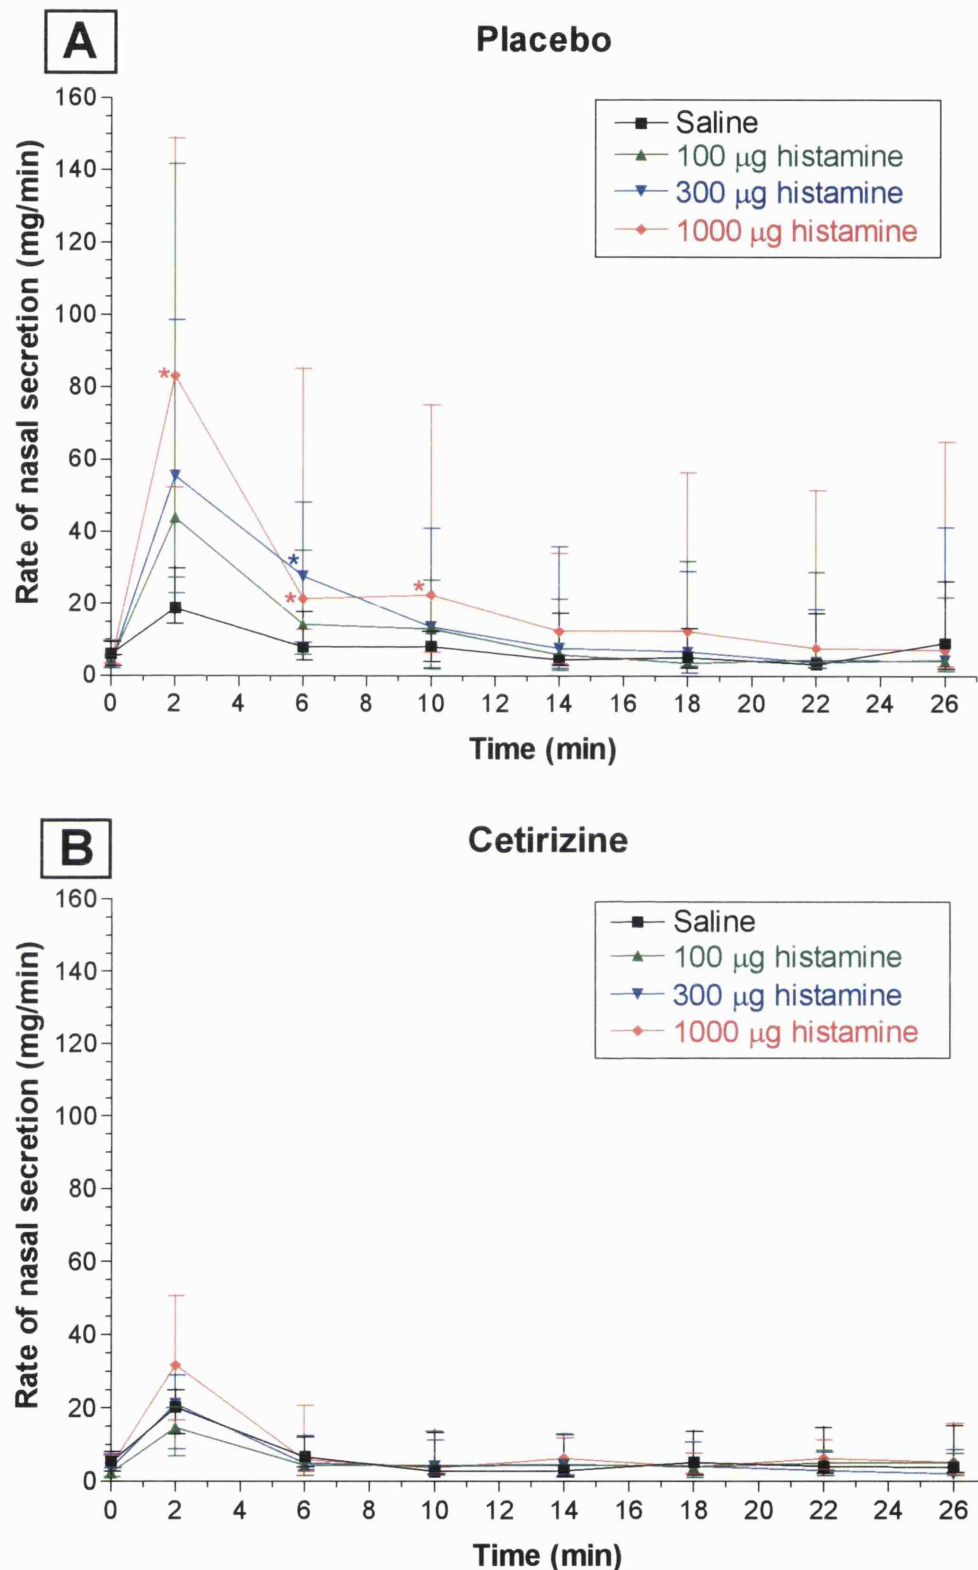 A
Placebo
Rate of nasal secretion (mg/min)
160
140
120
100
80
60
40
20
0
Saline
100 μg histamine
300 μg histamine
1000 μg histamine
*
*
*
*
0 2 4 6 8 10 12 14 16 18 20 22 24 26
Time (min)
B
Cetirizine
Rate of nasal secretion (mg/min)
160
140
120
100
80
60
40
20
0
Saline
100 μg histamine
300 μg histamine
1000 μg histamine
0 2 4 6 8 10 12 14 16 18 20 22 24 26
Time (min)